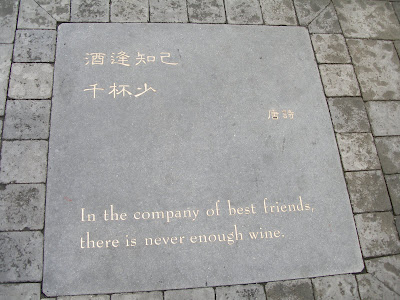 酒逢知己
千杯少
唐詩
In the company of best friends,
there is never enough wine.